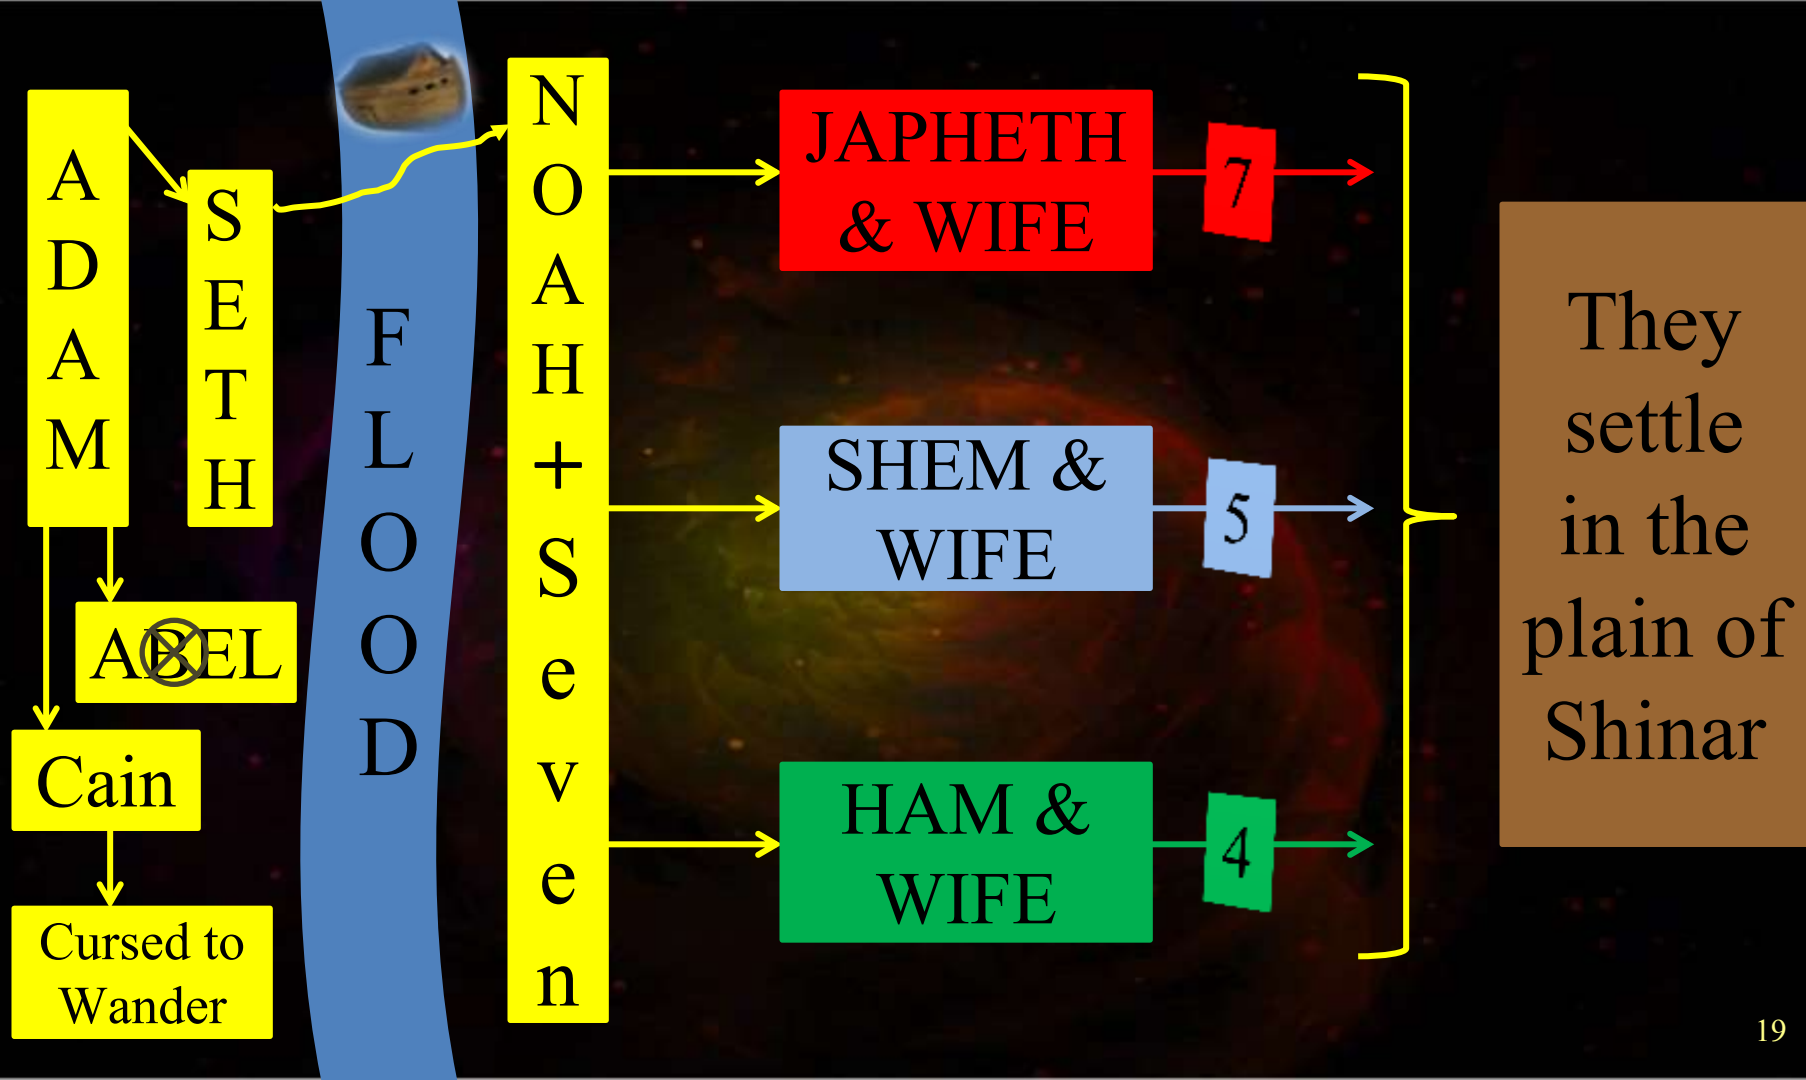 ADAM
SETH
ABEL
Cain
Cursed to
Wander
FLOOD
NOAH+Seven
JAPHETH
& WIFE
7
SHEM &
WIFE
5
HAM &
WIFE
4
They
settle
in the
plain of
Shinar
19